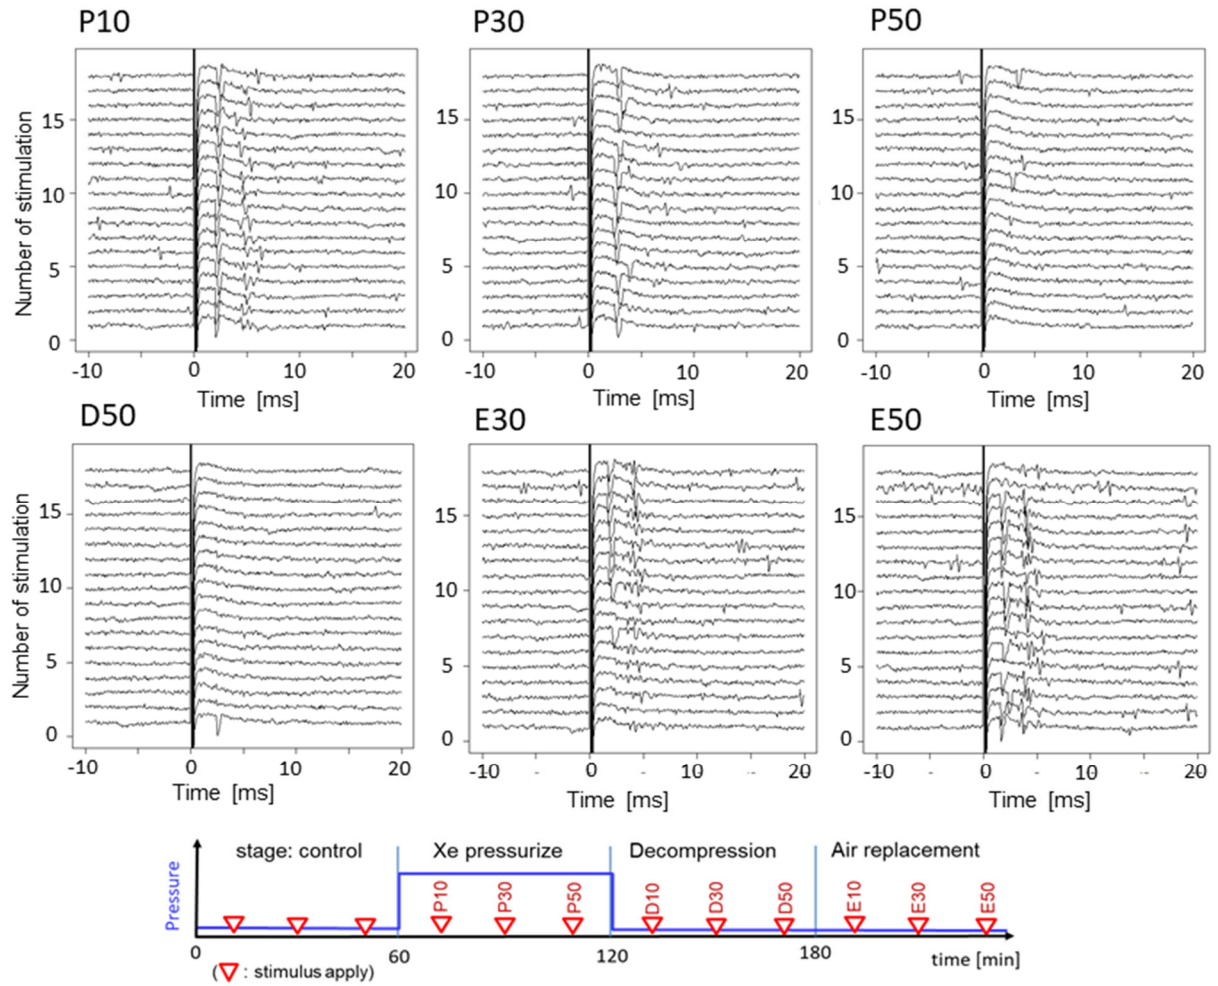 P10
P30
P50
Number of stimulation
15
10
5
0
-10
0
10
20
Time [ms]
15
10
5
0
-10
0
10
20
Time [ms]
15
10
5
0
-10
0
10
20
Time [ms]
D50
E30
E50
Number of stimulation
15
10
5
0
-10
0
10
20
Time [ms]
15
10
5
0
-10
0
10
20
Time [ms]
15
10
5
0
-10
0
10
20
Time [ms]
Pressure
stage: control
Xe pressurize
Decompression
Air replacement
P10
P30
P50
D10
D30
D50
E10
E30
E50
0
60
120
180
time [min]
(▽: stimulus apply)